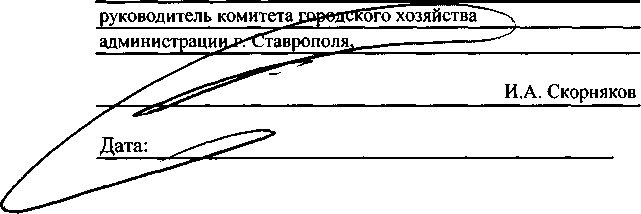 руководитель комитета городского хозяйства
администрации г. Ставрополя,
И.А. Скорняков
Дата: